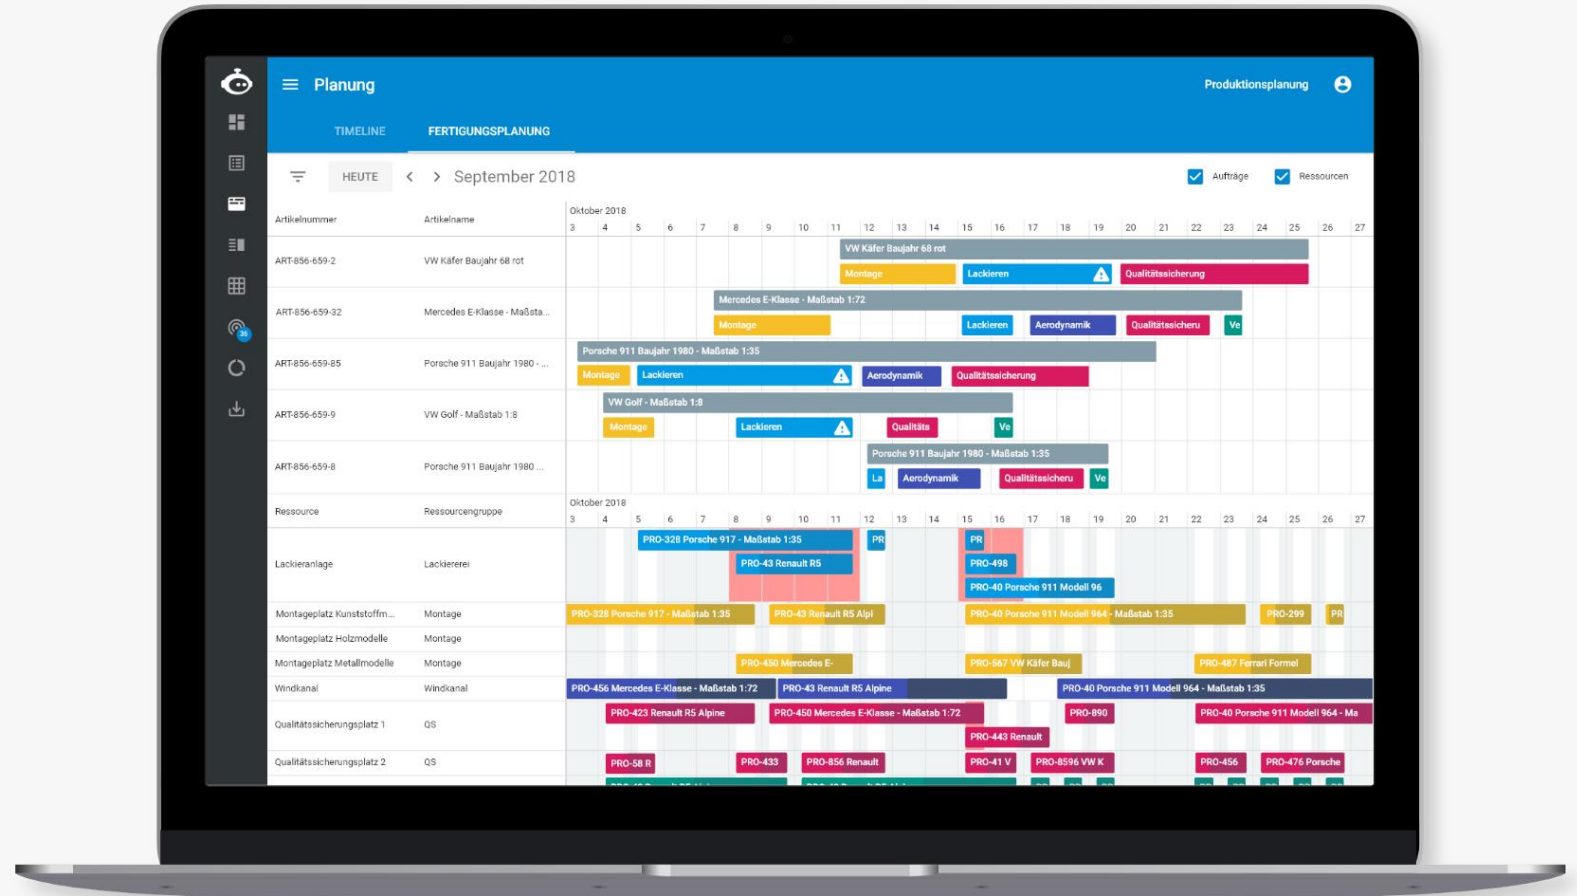 Planung
Produktionsplanung
TIMELINE
FERTIGUNGSPLANUNG
HEUTE
September 2018
Aufträge
Ressourcen
Artikelnummer
Artikelname
Oktober 2018
3 4 5 6 7 8 9 10 11 12 13 14 15 16 17 18 19 20 21 22 23 24 25 26 27
ART-856-659-2
VW Käfer Baujahr 68 rot
VW Käfer Baujahr 68 rot
Montage
Lackieren
Qualitätssicherung
ART-856-659-32
Mercedes E-Klasse - Maßsta...
Mercedes E-Klasse - Maßstab 1:72
Montage
Lackieren
Aerodynamik
Qualitätssicheru
Ve
ART-856-659-85
Porsche 911 Baujahr 1980 - ...
Porsche 911 Baujahr 1980 - Maßstab 1:35
Montage
Lackieren
Aerodynamik
Qualitätssicherung
ART-856-659-9
VW Golf - Maßstab 1:8
VW Golf - Maßstab 1:8
Montage
Lackieren
Qualitäts
Ve
ART-856-659-8
Porsche 911 Baujahr 1980 ...
Porsche 911 Baujahr 1980 - Maßstab 1:35
La
Aerodynamik
Qualitätssicheru
Ve
Ressource
Ressourcengruppe
Oktober 2018
3 4 5 6 7 8 9 10 11 12 13 14 15 16 17 18 19 20 21 22 23 24 25 26 27
Lackieranlage
Lackiererei
PRO-328 Porsche 917 - Maßstab 1:35
PR
PR
PRO-43 Renault R5
PRO-498
PRO-40 Porsche 911 Modell 96
Montageplatz Kunststoffm...
Montage
PRO-328 Porsche 917 - Maßstab 1:35
PRO-43 Renault R5 Alpi
PRO-40 Porsche 911 Modell 964 - Maßstab 1:35
PRO-299
PR
Montageplatz Holzmodelle
Montage
Montageplatz Metallmodelle
Montage
PRO-450 Mercedes E-
PRO-567 VW Käfer Bauj
PRO-487 Ferrari Formel
Windkanal
Windkanal
PRO-456 Mercedes E-Klasse - Maßstab 1:72
PRO-43 Renault R5 Alpine
PRO-40 Porsche 911 Modell 964 - Maßstab 1:35
Qualitätssicherungsplatz 1
QS
PRO-423 Renault R5 Alpine
PRO-450 Mercedes E-Klasse - Maßstab 1:72
PRO-890
PRO-40 Porsche 911 Modell 964 - Ma
PRO-443 Renault
Qualitätssicherungsplatz 2
QS
PRO-58 R
PRO-433
PRO-856 Renault
PRO-41 V
PRO-8596 VW K
PRO-456
PRO-476 Porsche